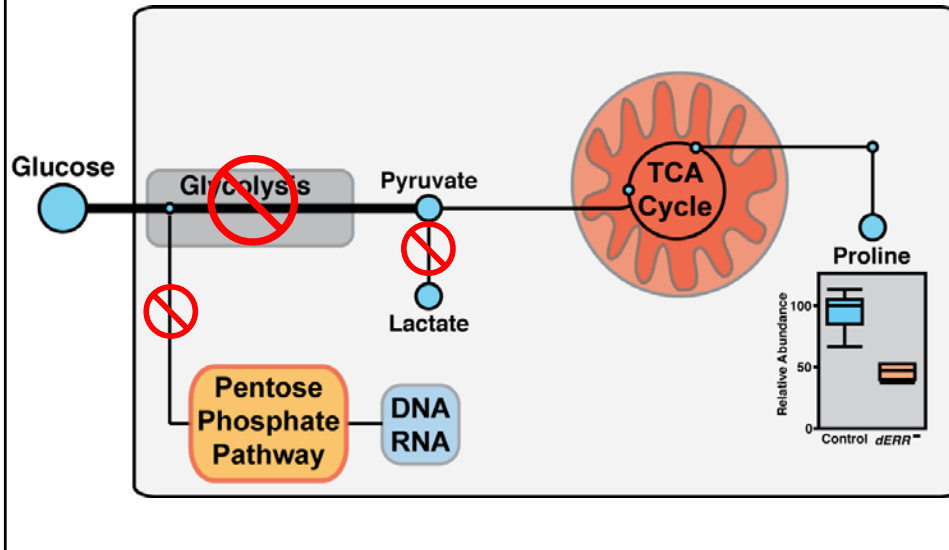 Glucose
Glycolysis
Pyruvate
TCA
Cycle
Lactate
Proline
Pentose
Phosphate
Pathway
DNA
RNA
Relative Abundance
100
50
0
Control
dERR⁻